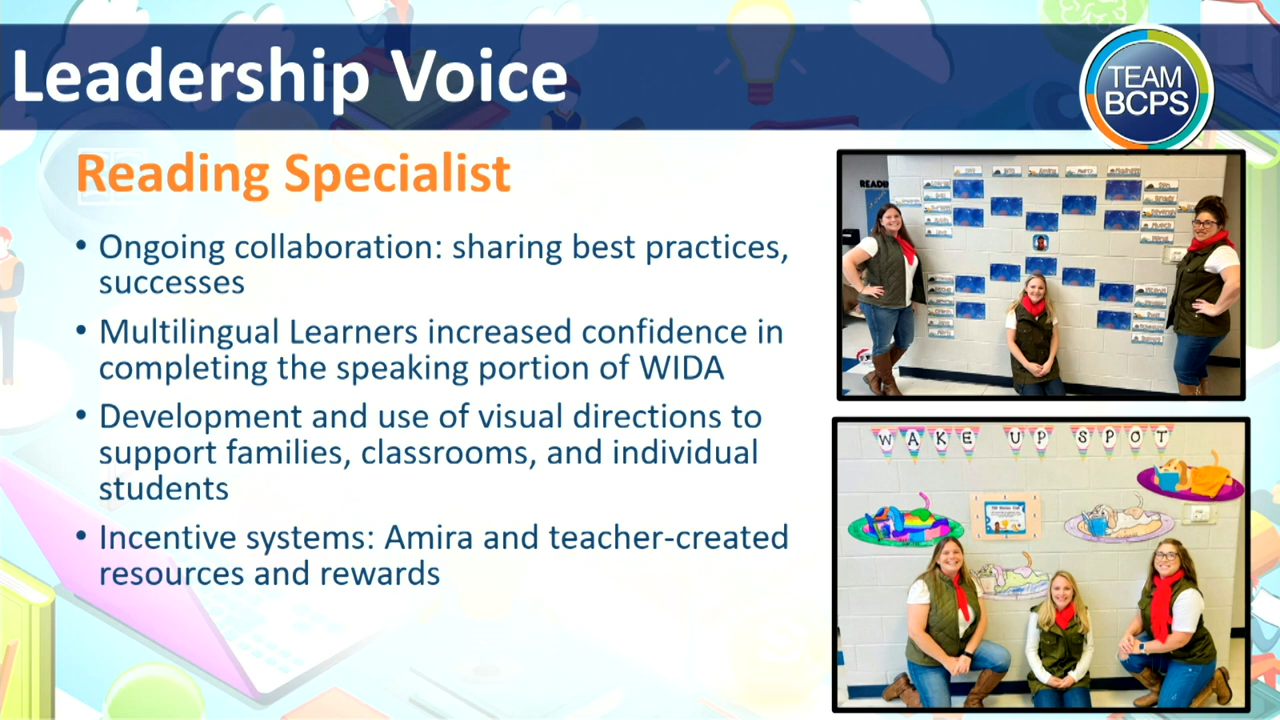 Leadership Voice
TEAM
BCPS
Reading Specialist
• Ongoing collaboration: sharing best practices,
successes
• Multilingual Learners increased confidence in
completing the speaking portion of WIDA
• Development and use of visual directions to
support families, classrooms, and individual
students
• Incentive systems: Amira and teacher-created
resources and rewards
WAKE UP SPOT